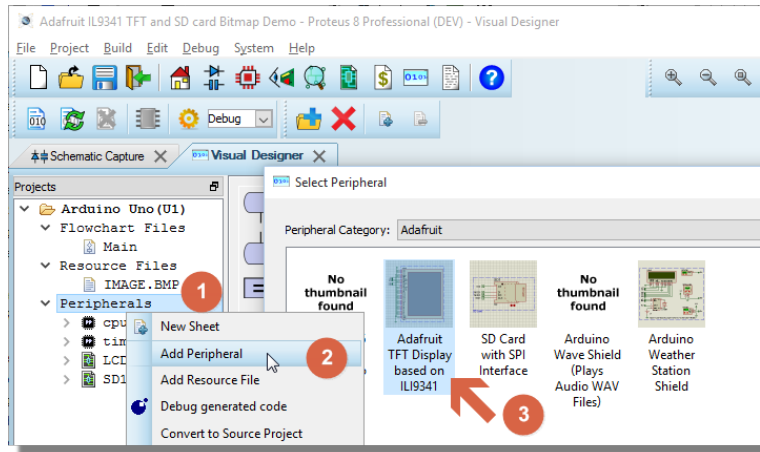 Adafruit IL9341 TFT and SD card Bitmap Demo - Proteus 8 Professional (DEV) - Visual Designer
File Project Build Edit Debug System Help
Debug
Schematic Capture
Visual Designer
Projects
Arduino Uno (U1)
Flowchart Files
Main
Resource Files
IMAGE.BMP
Peripherals
cpu
tim
LCD
SD1
1
New Sheet
Add Peripheral
2
Add Resource File
Debug generated code
Convert to Source Project
Select Peripheral
Peripheral Category: Adafruit
No
thumbnail
found
Adafruit
TFT Display
based on
ILI9341
SD Card
with SPI
Interface
No
thumbnail
found
Arduino
Wave Shield
(Plays
Audio WAV
Files)
Arduino
Weather
Station
Shield
3